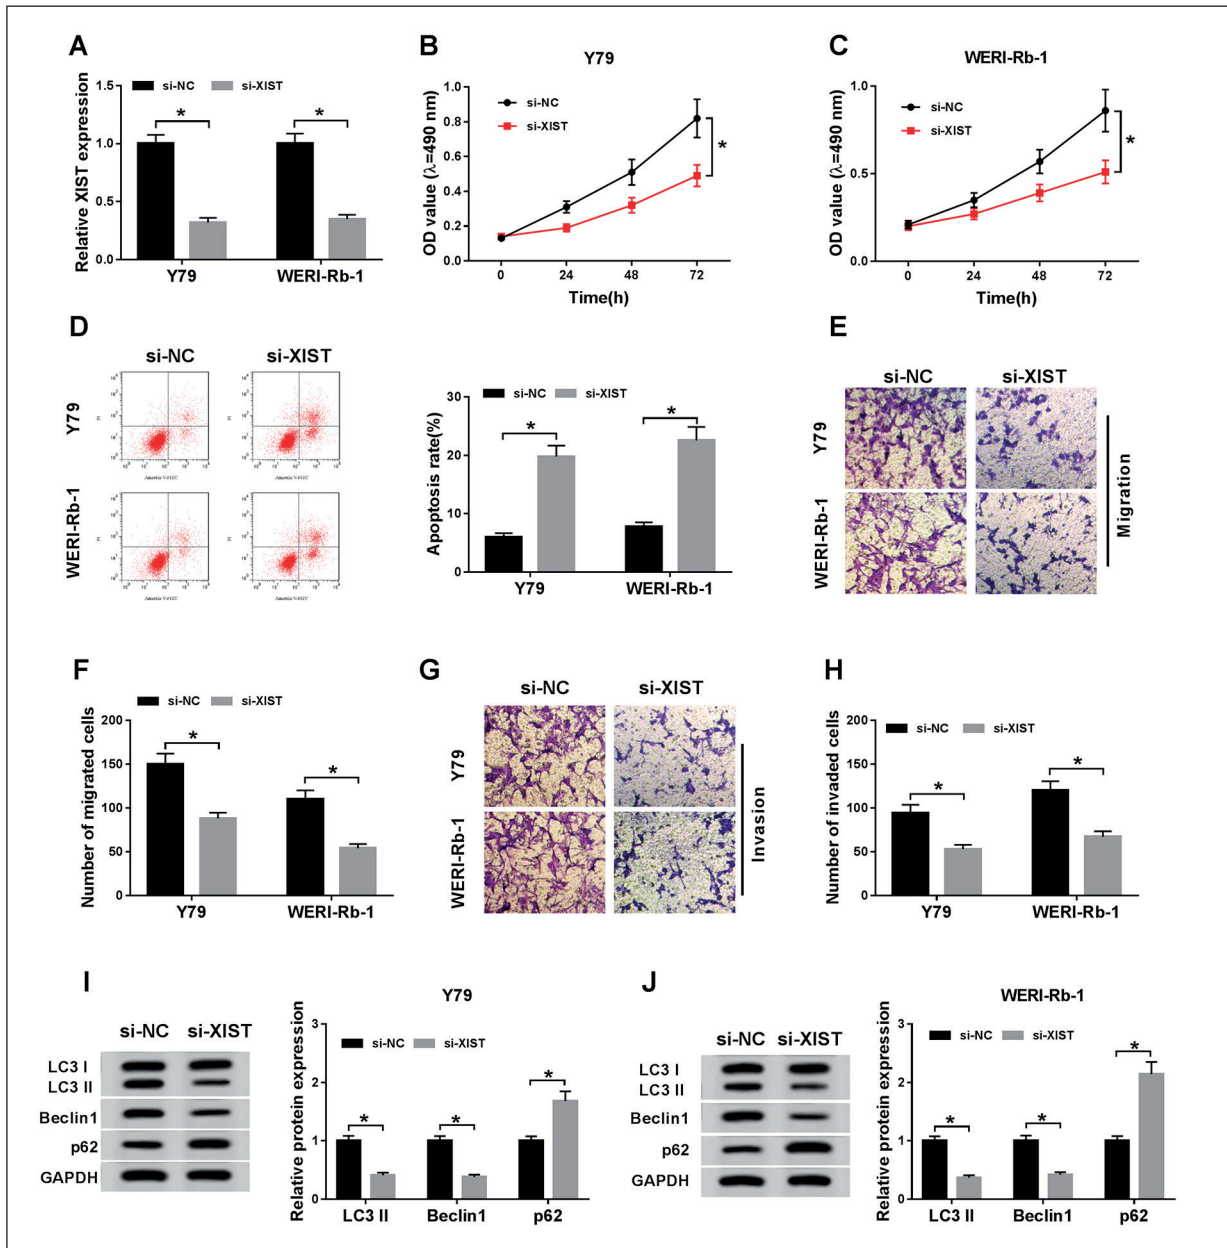 A
si-NC si-XIST
Relative XIST expression
1.5
1.0
0.5
0.0
* *
Y79 WERI-Rb-1
B
Y79
si-NC
si-XIST
OD value (λ=490 nm)
1.0
0.8
0.6
0.4
0.2
0.0
*
0 24 48 72
Time(h)
C
WERI-Rb-1
si-NC
si-XIST
OD value (λ=490 nm)
1.0
0.5
0.0
*
0 24 48 72
Time(h)
D
si-NC si-XIST
Y79
WERI-Rb-1
PI
Annexin V-FITC
si-NC si-XIST
Apoptosis rate(%)
30
20
10
0
* *
Y79 WERI-Rb-1
E
si-NC si-XIST
Y79
WERI-Rb-1
Migration
F
si-NC si-XIST
Number of migrated cells
200
150
100
50
0
* *
Y79 WERI-Rb-1
G
si-NC si-XIST
Y79
WERI-Rb-1
Invasion
H
si-NC si-XIST
Number of invaded cells
200
150
100
50
0
* *
Y79 WERI-Rb-1
I
si-NC si-XIST
LC3 I
LC3 II
Beclin1
p62
GAPDH
Y79
si-NC si-XIST
Relative protein expression
3
2
1
0
* * *
LC3 II Beclin1 p62
J
si-NC si-XIST
LC3 I
LC3 II
Beclin1
p62
GAPDH
WERI-Rb-1
si-NC si-XIST
Relative protein expression
3
2
1
0
* * *
LC3 II Beclin1 p62